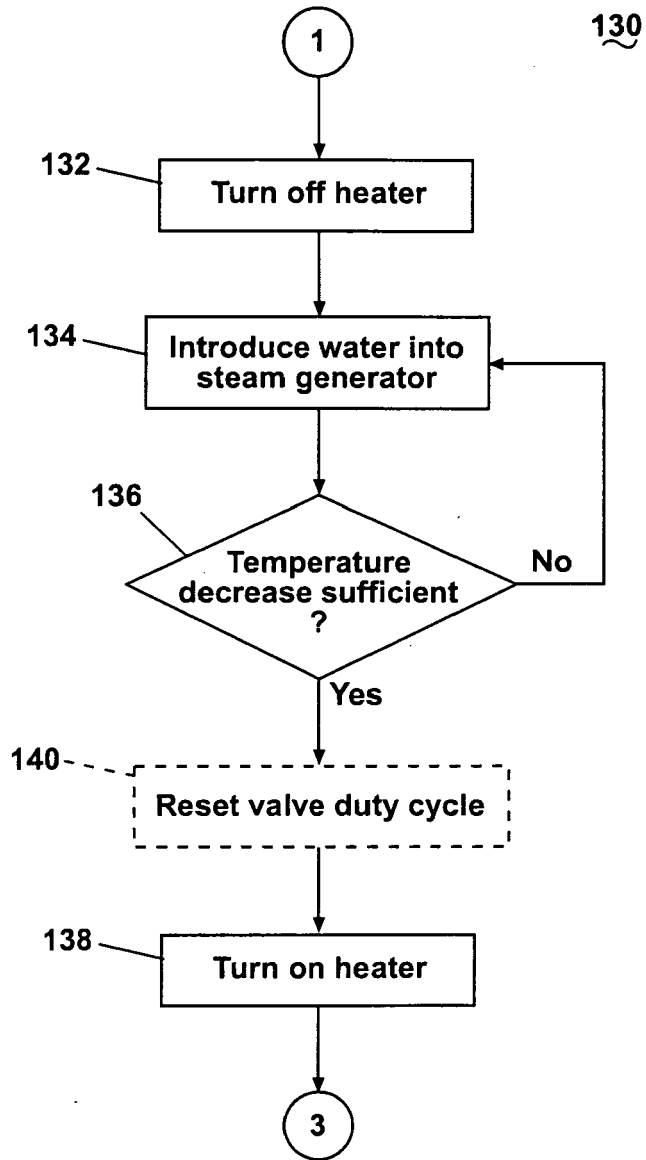 1
130
132
Turn off heater
134
Introduce water into
steam generator
136
Temperature
decrease sufficient
?
No
Yes
140
Reset valve duty cycle
138
Turn on heater
3